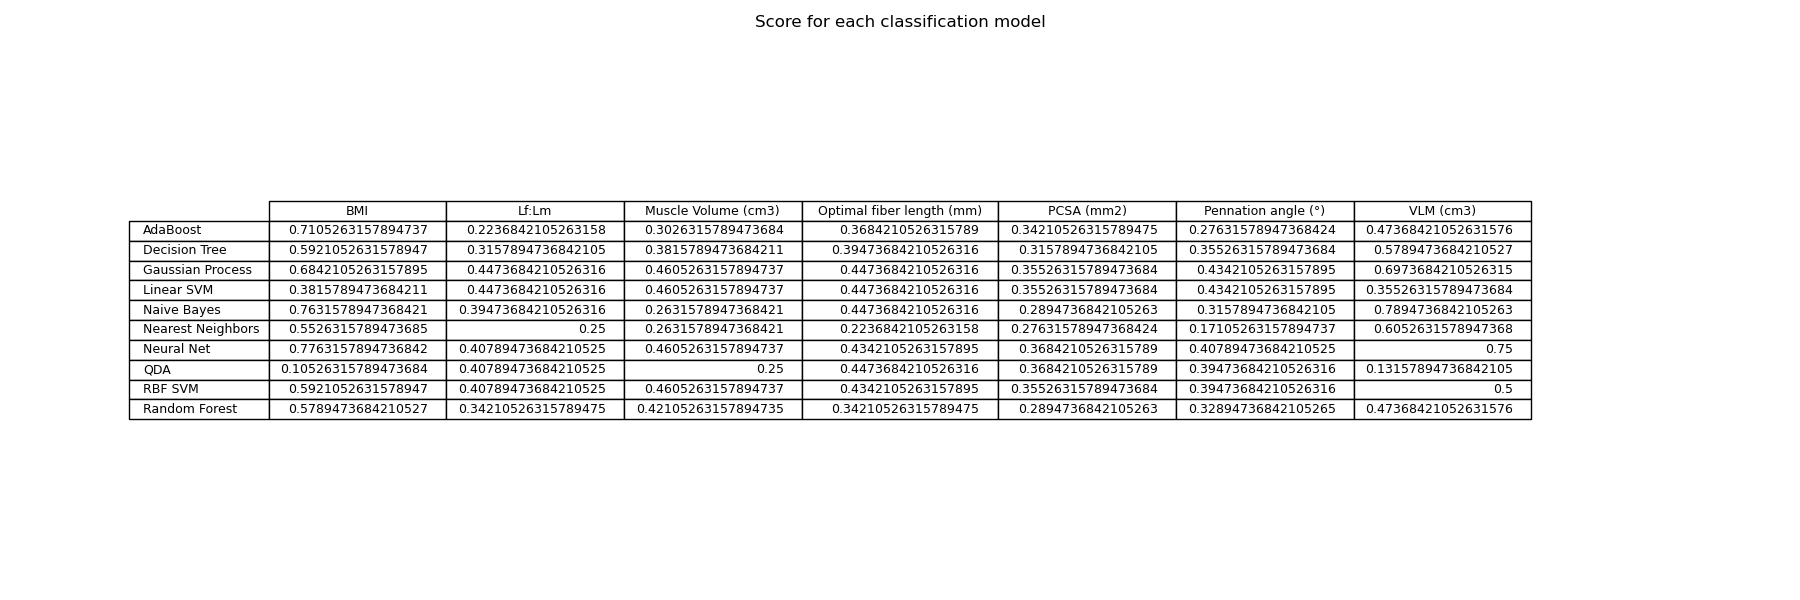 Score for each classification model
BMI Lf:Lm Muscle Volume (cm3) Optimal fiber length (mm) PCSA (mm2) Pennation angle (°) VLM (cm3)
AdaBoost 0.7105263157894737 0.2236842105263158 0.3026315789473684 0.3684210526315789 0.34210526315789475 0.27631578947368424 0.47368421052631576
Decision Tree 0.5921052631578947 0.3157894736842105 0.3815789473684211 0.39473684210526316 0.3157894736842105 0.35526315789473684 0.5789473684210527
Gaussian Process 0.6842105263157895 0.4473684210526316 0.4605263157894737 0.4473684210526316 0.35526315789473684 0.4342105263157895 0.6973684210526315
Linear SVM 0.3815789473684211 0.4473684210526316 0.4605263157894737 0.4473684210526316 0.35526315789473684 0.4342105263157895 0.35526315789473684
Naive Bayes 0.7631578947368421 0.39473684210526316 0.2631578947368421 0.4473684210526316 0.2894736842105263 0.3157894736842105 0.7894736842105263
Nearest Neighbors 0.5526315789473685 0.25 0.2631578947368421 0.2236842105263158 0.27631578947368424 0.17105263157894737 0.6052631578947368
Neural Net 0.7763157894736842 0.40789473684210525 0.4605263157894737 0.4342105263157895 0.3684210526315789 0.40789473684210525 0.75
QDA 0.10526315789473684 0.40789473684210525 0.25 0.4473684210526316 0.3684210526315789 0.39473684210526316 0.13157894736842105
RBF SVM 0.5921052631578947 0.40789473684210525 0.4605263157894737 0.4342105263157895 0.35526315789473684 0.39473684210526316 0.5
Random Forest 0.5789473684210527 0.34210526315789475 0.42105263157894735 0.34210526315789475 0.2894736842105263 0.32894736842105265 0.47368421052631576